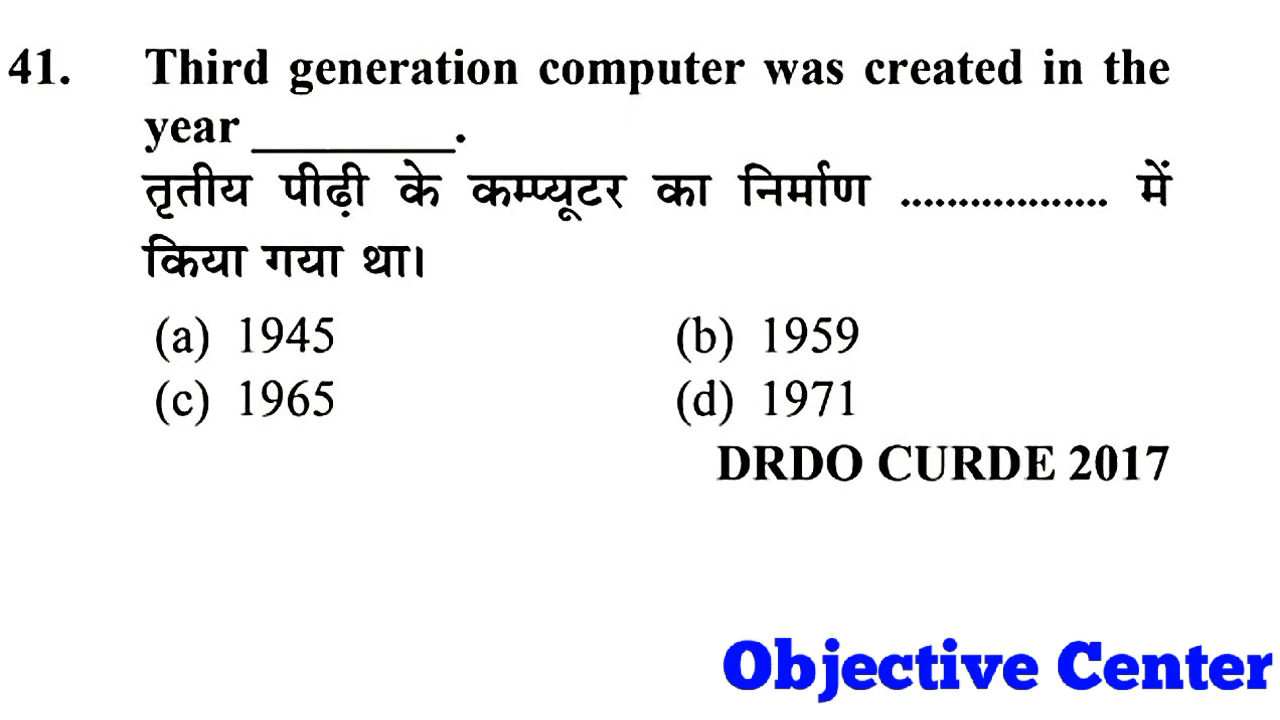 41. Third generation computer was created in the
year ________.
तृतीय पीढ़ी के कम्प्यूटर का निर्माण .................. में
किया गया था।
(a) 1945 (b) 1959
(c) 1965 (d) 1971
DRDO CURDE 2017
Objective Center